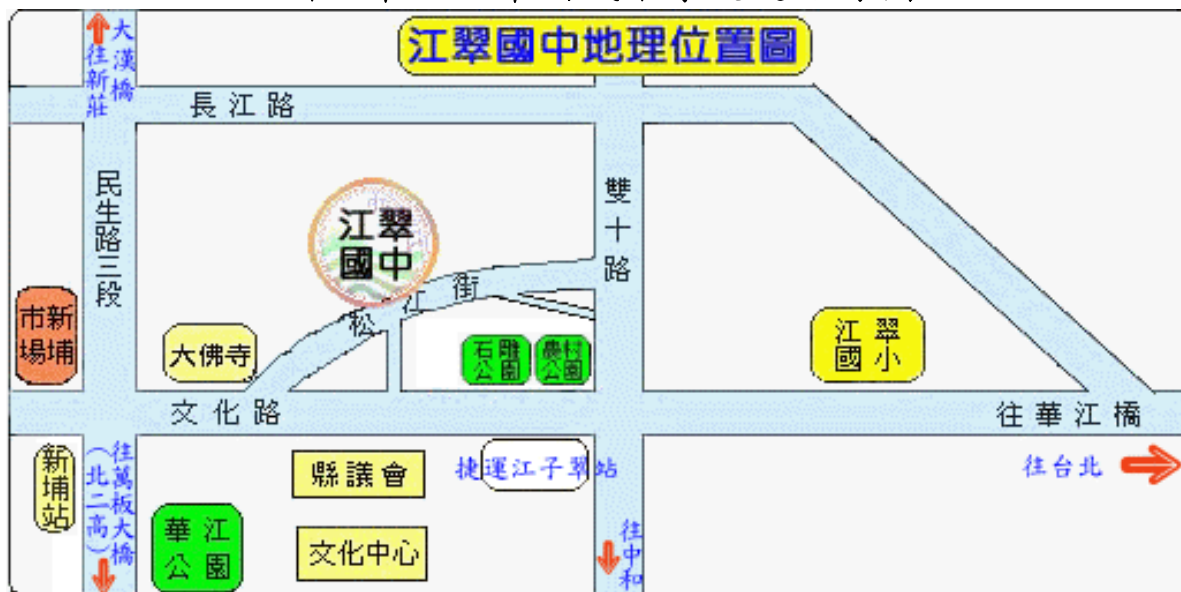 江翠國中地理位置圖
大漢橋
往新莊
長江路
民生路三段
雙十路
江翠
國中
松江街
新埔
市場
大佛寺
石雕
公園
農村
公園
江翠
國小
文化路
往華江橋
新埔站
往萬板大橋
(北二高)
縣議會
捷運江子翠站
往台北
華江
公園
文化中心
往中和